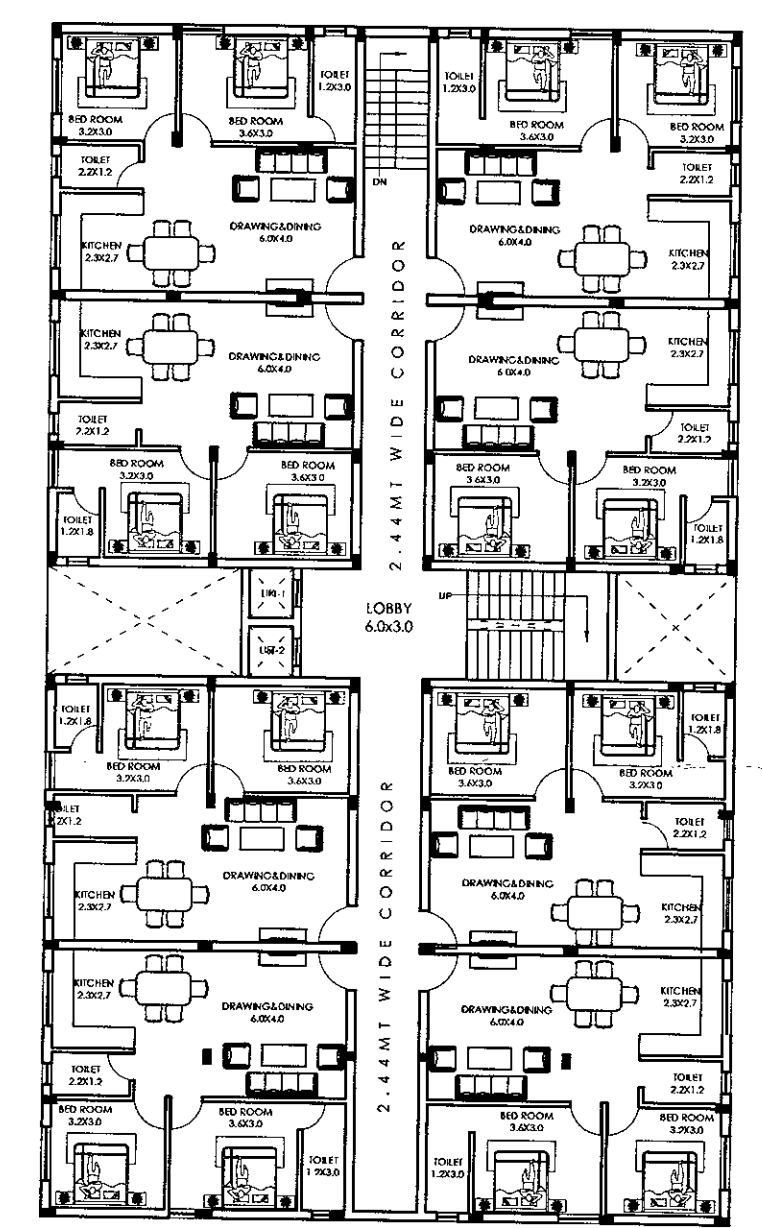 TOILET
1.2X3.0
TOILET
1.2X3.0
BED ROOM
3.2X3.0
BED ROOM
3.6X3.0
BED ROOM
3.6X3.0
BED ROOM
3.2X3.0
TOILET
2.2X1.2
DN
TOILET
2.2X1.2
KITCHEN
2.3X2.7
DRAWING&DINING
6.0X4.0
DRAWING&DINING
6.0X4.0
KITCHEN
2.3X2.7
2.44MT WIDE CORRIDOR
KITCHEN
2.3X2.7
DRAWING&DINING
6.0X4.0
DRAWING&DINING
6.0X4.0
KITCHEN
2.3X2.7
TOILET
2.2X1.2
TOILET
2.2X1.2
BED ROOM
3.2X3.0
BED ROOM
3.6X3.0
BED ROOM
3.6X3.0
BED ROOM
3.2X3.0
TOILET
1.2X1.8
TOILET
1.2X1.8
LIFT-1
LIFT-2
LOBBY
6.0x3.0
UP
TOILET
1.2X1.8
TOILET
1.2X1.8
BED ROOM
3.2X3.0
BED ROOM
3.6X3.0
BED ROOM
3.6X3.0
BED ROOM
3.2X3.0
2X1.2
TOILET
2.2X1.2
KITCHEN
2.3X2.7
DRAWING&DINING
6.0X4.0
DRAWING&DINING
6.0X4.0
KITCHEN
2.3X2.7
2.44MT WIDE CORRIDOR
KITCHEN
2.3X2.7
DRAWING&DINING
6.0X4.0
DRAWING&DINING
6.0X4.0
KITCHEN
2.3X2.7
TOILET
2.2X1.2
TOILET
2.2X1.2
BED ROOM
3.2X3.0
BED ROOM
3.6X3.0
BED ROOM
3.6X3.0
BED ROOM
3.2X3.0
TOILET
1.2X3.0
TOILET
1.2X3.0